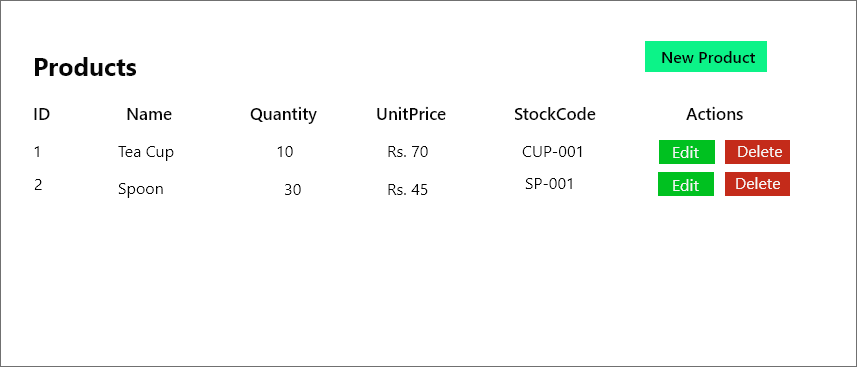 New Product
Products
ID Name Quantity UnitPrice StockCode Actions
1 Tea Cup 10 Rs. 70 CUP-001 Edit Delete
2 Spoon 30 Rs. 45 SP-001 Edit Delete